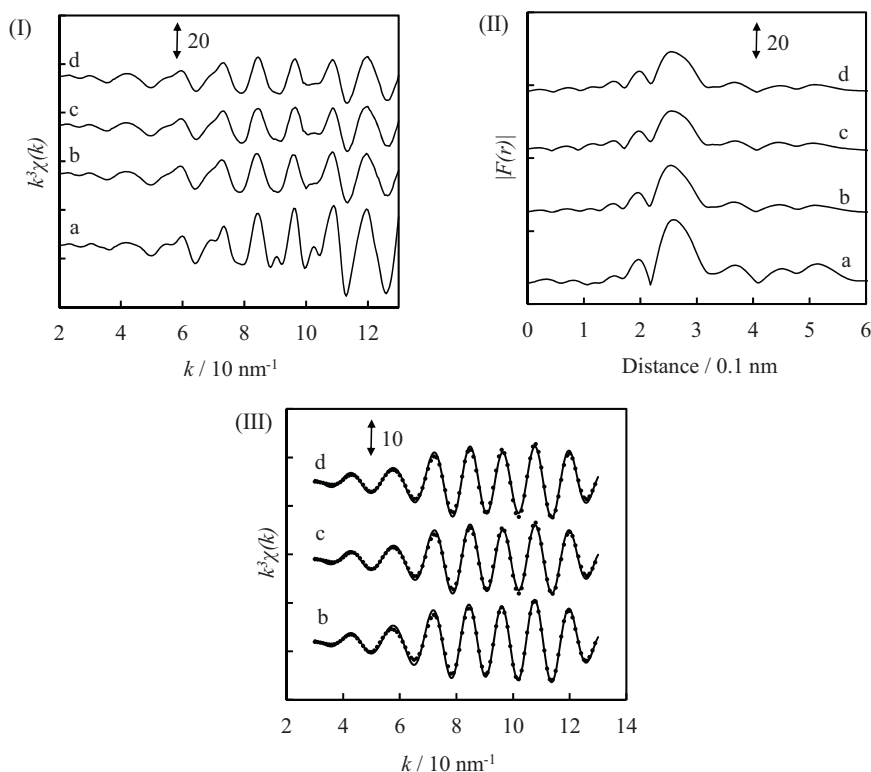 (I)
20
d
c
b
a
k³χ(k)
2 4 6 8 10 12
k / 10 nm⁻¹
(II)
20
d
c
b
a
|F(r)|
0 1 2 3 4 5 6
Distance / 0.1 nm
(III)
10
d
c
b
k³χ(k)
2 4 6 8 10 12 14
k / 10 nm⁻¹